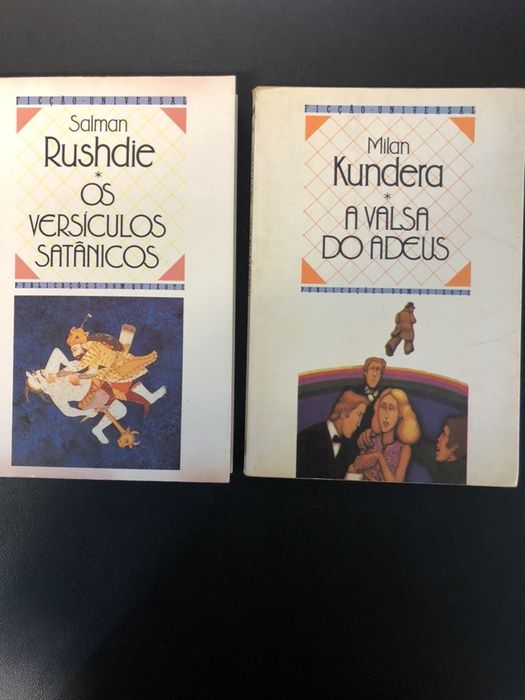 FICÇÃO·UNIVERSAL
Salman
Rushdie
*
OS
VERSÍCULOS
SATÂNICOS
PUBLICAÇÕES DOM QUIXOTE
FICÇÃO·UNIVERSAL
Milan
Kundera
*
A VALSA
DO ADEUS
PUBLICAÇÕES DOM QUIXOTE